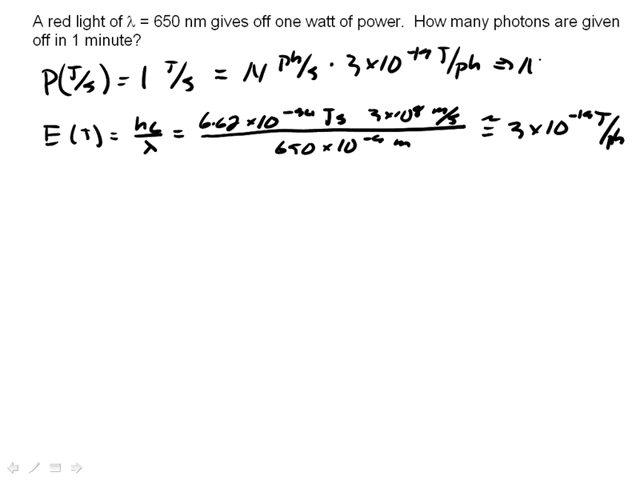 A red light of λ = 650 nm gives off one watt of power. How many photons are given
off in 1 minute?
P(J/s) = 1 J/s = N ph/s · 3×10⁻¹⁹ J/ph ⇒ N
E(J) = hc/λ = 6.62×10⁻³⁴ Js 3×10⁸ m/s / 650×10⁻⁹ m ≅ 3×10⁻¹⁹ J/ph